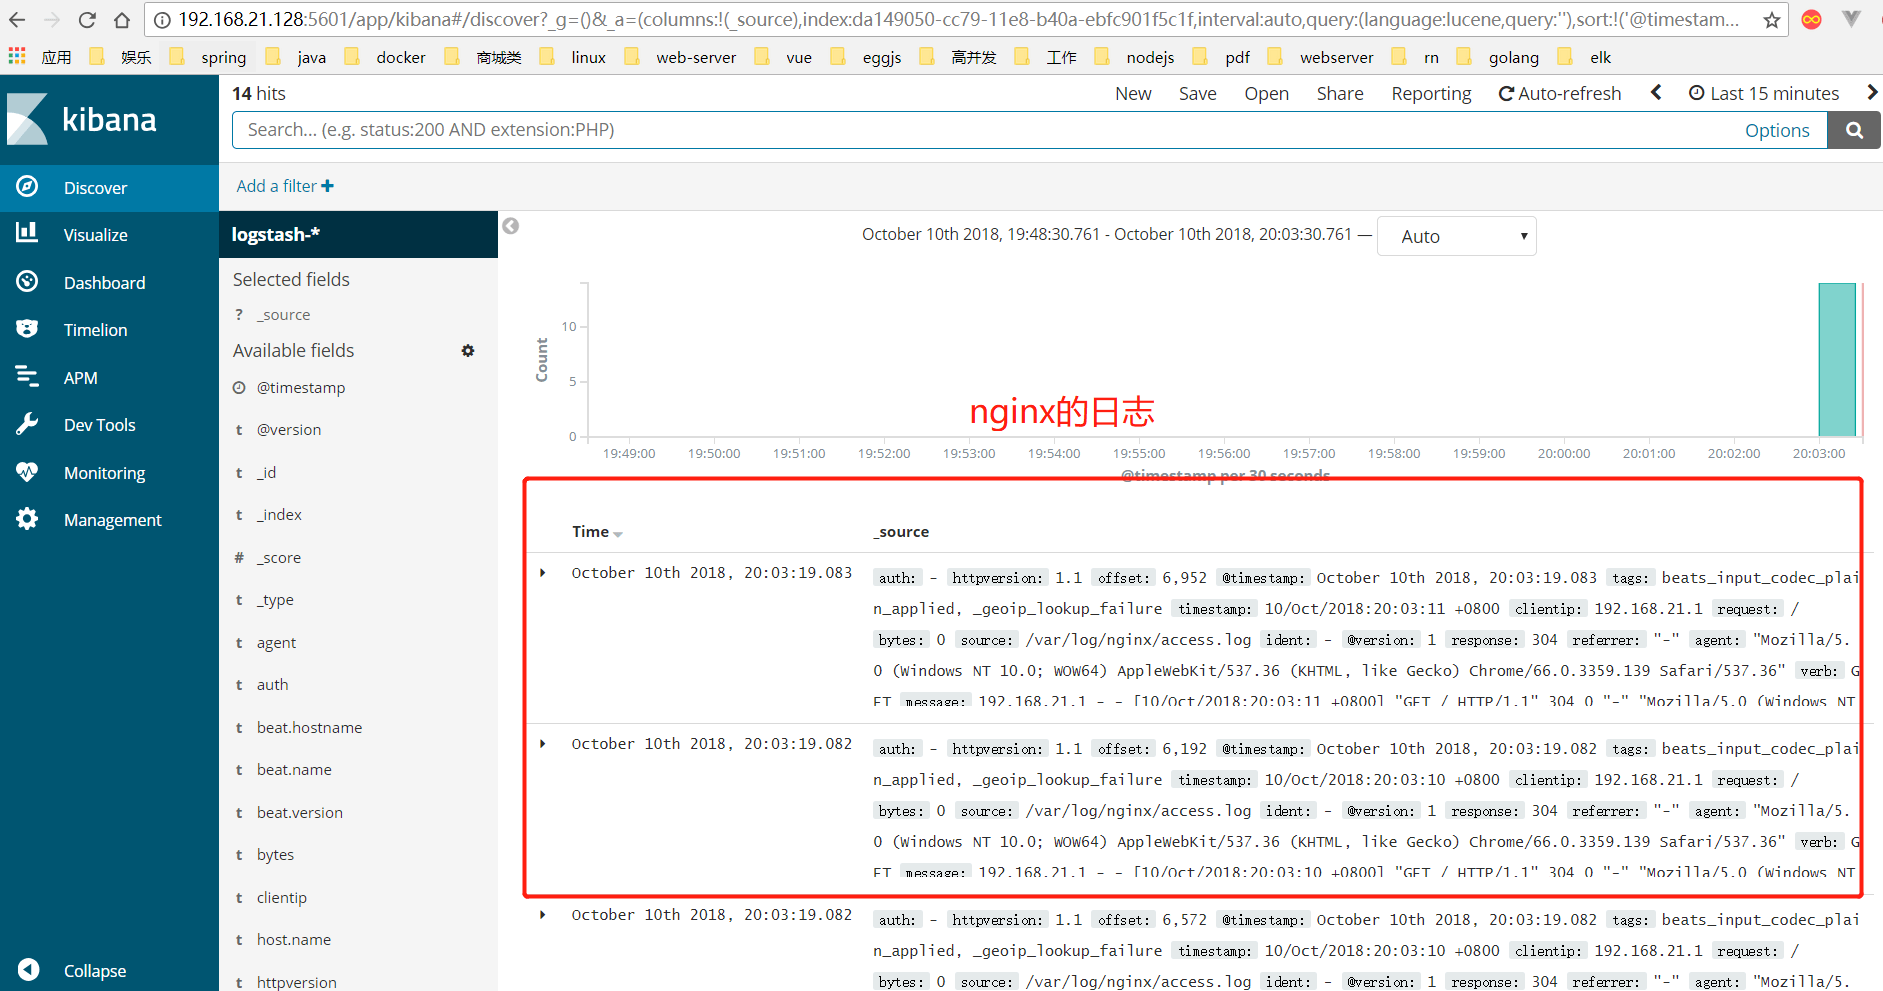 192.168.21.128:5601/app/kibana#/discover?_g=()&_a=(columns:!(_source),index:da149050-cc79-11e8-b40a-ebfc901f5c1f,interval:auto,query:(language:lucene,query:''),sort:!('@timestam...
应用 娱乐 spring java docker 商城类 linux web-server vue eggjs 高并发 工作 nodejs pdf webserver rn golang elk
kibana
Discover
Visualize
Dashboard
Timelion
APM
Dev Tools
Monitoring
Management
Collapse
14 hits
New Save Open Share Reporting Auto-refresh Last 15 minutes
Search... (e.g. status:200 AND extension:PHP)
Options
Add a filter +
logstash-*
Selected fields
? _source
Available fields
@timestamp
t @version
t _id
t _index
# _score
t _type
t agent
t auth
t beat.hostname
t beat.name
t beat.version
t bytes
t clientip
t host.name
t httpversion
October 10th 2018, 19:48:30.761 - October 10th 2018, 20:03:30.761 —
Auto
Count
10
5
0
nginx的日志
19:49:00 19:50:00 19:51:00 19:52:00 19:53:00 19:54:00 19:55:00 19:56:00 19:57:00 19:58:00 19:59:00 20:00:00 20:01:00 20:02:00 20:03:00
@timestamp per 30 seconds
Time _source
October 10th 2018, 20:03:19.083
auth: - httpversion: 1.1 offset: 6,952 @timestamp: October 10th 2018, 20:03:19.083 tags: beats_input_codec_plai
n_applied, _geoip_lookup_failure timestamp: 10/Oct/2018:20:03:11 +0800 clientip: 192.168.21.1 request: /
bytes: 0 source: /var/log/nginx/access.log ident: - @version: 1 response: 304 referrer: "-" agent: "Mozilla/5.
0 (Windows NT 10.0; WOW64) AppleWebKit/537.36 (KHTML, like Gecko) Chrome/66.0.3359.139 Safari/537.36" verb: G
ET message: 192.168.21.1 - - [10/Oct/2018:20:03:11 +0800] "GET / HTTP/1.1" 304 0 "-" "Mozilla/5.0 (Windows NT
October 10th 2018, 20:03:19.082
auth: - httpversion: 1.1 offset: 6,192 @timestamp: October 10th 2018, 20:03:19.082 tags: beats_input_codec_plai
n_applied, _geoip_lookup_failure timestamp: 10/Oct/2018:20:03:10 +0800 clientip: 192.168.21.1 request: /
bytes: 0 source: /var/log/nginx/access.log ident: - @version: 1 response: 304 referrer: "-" agent: "Mozilla/5.
0 (Windows NT 10.0; WOW64) AppleWebKit/537.36 (KHTML, like Gecko) Chrome/66.0.3359.139 Safari/537.36" verb: G
ET message: 192.168.21.1 - - [10/Oct/2018:20:03:10 +0800] "GET / HTTP/1.1" 304 0 "-" "Mozilla/5.0 (Windows NT
October 10th 2018, 20:03:19.082
auth: - httpversion: 1.1 offset: 6,572 @timestamp: October 10th 2018, 20:03:19.082 tags: beats_input_codec_plai
n_applied, _geoip_lookup_failure timestamp: 10/Oct/2018:20:03:10 +0800 clientip: 192.168.21.1 request: /
bytes: 0 source: /var/log/nginx/access.log ident: - @version: 1 response: 304 referrer: "-" agent: "Mozilla/5.